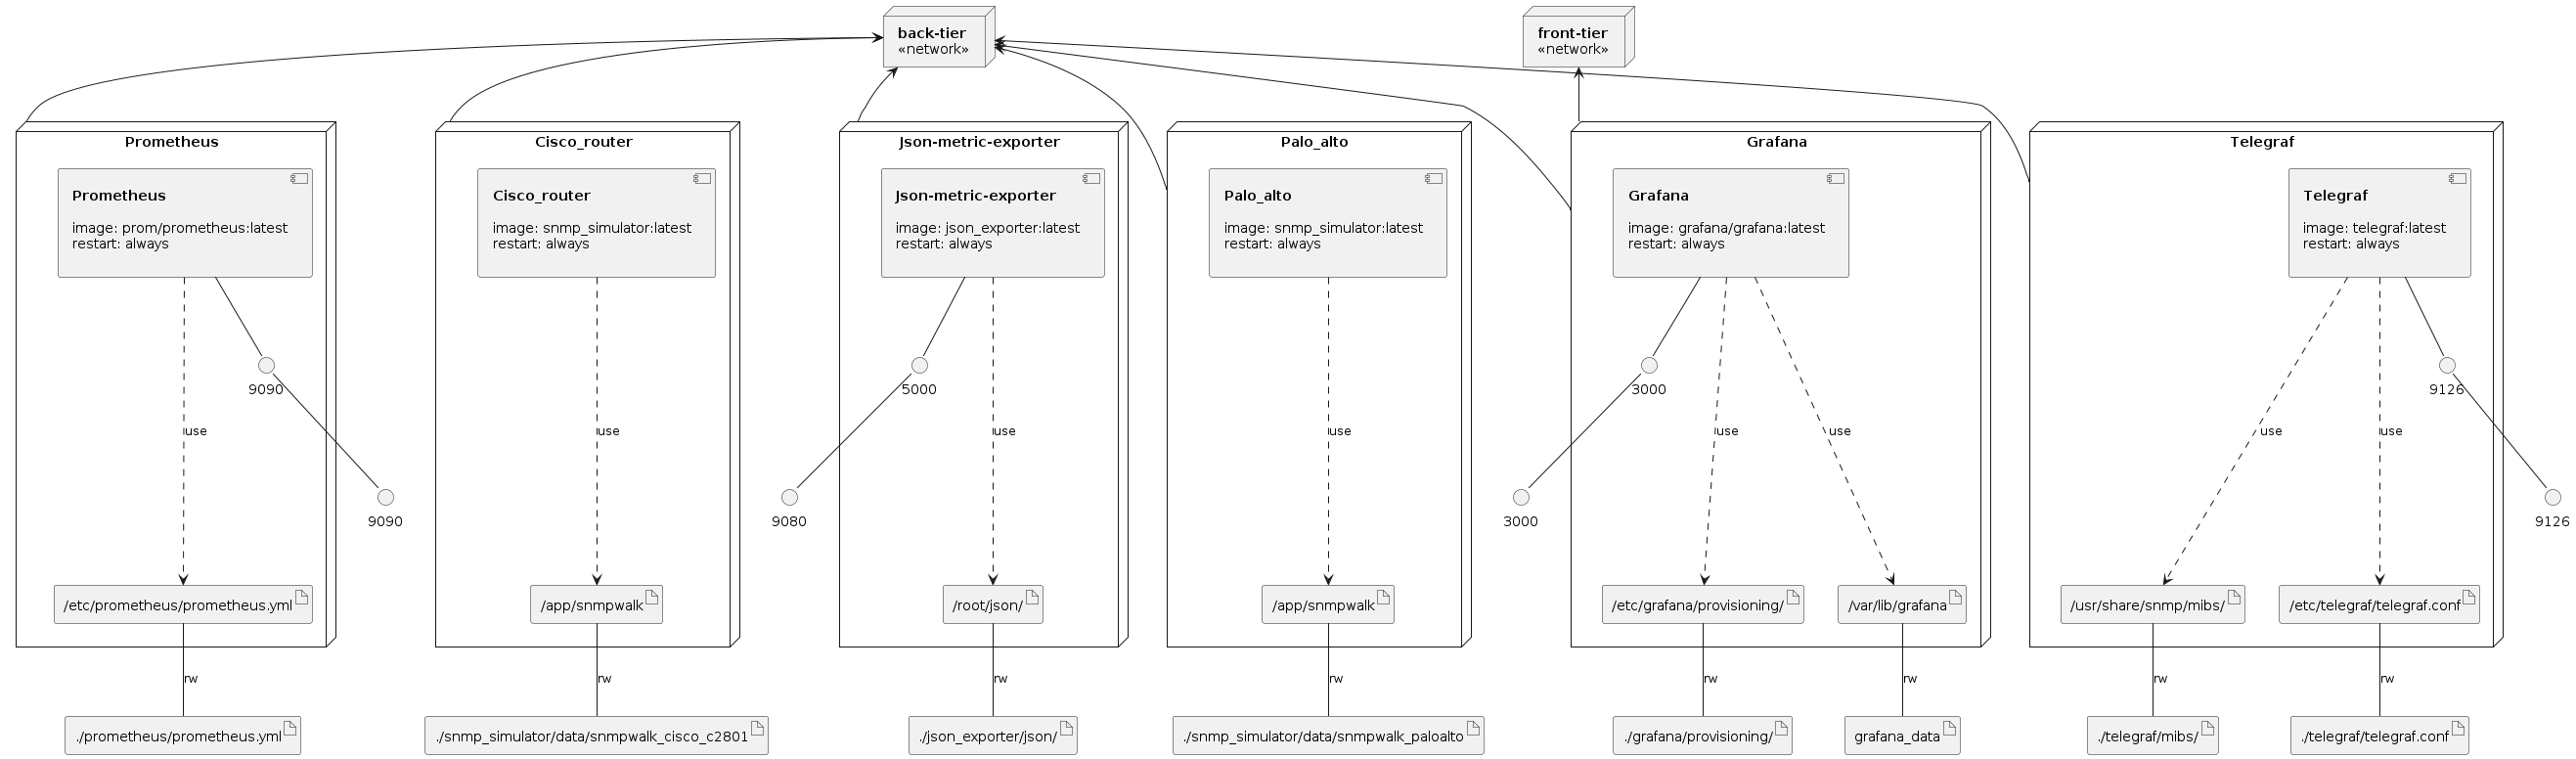 back-tier
«network»
front-tier
«network»
Prometheus
Prometheus
image: prom/prometheus:latest
restart: always
9090
use
9090
/etc/prometheus/prometheus.yml
rw
./prometheus/prometheus.yml
Cisco_router
Cisco_router
image: snmp_simulator:latest
restart: always
use
/app/snmpwalk
rw
./snmp_simulator/data/snmpwalk_cisco_c2801
Json-metric-exporter
Json-metric-exporter
image: json_exporter:latest
restart: always
5000
use
9080
/root/json/
rw
./json_exporter/json/
Palo_alto
Palo_alto
image: snmp_simulator:latest
restart: always
use
/app/snmpwalk
rw
./snmp_simulator/data/snmpwalk_paloalto
Grafana
Grafana
image: grafana/grafana:latest
restart: always
3000
use
use
3000
/etc/grafana/provisioning/
/var/lib/grafana
rw
rw
./grafana/provisioning/
grafana_data
Telegraf
Telegraf
image: telegraf:latest
restart: always
9126
use
use
9126
/usr/share/snmp/mibs/
/etc/telegraf/telegraf.conf
rw
rw
./telegraf/mibs/
./telegraf/telegraf.conf